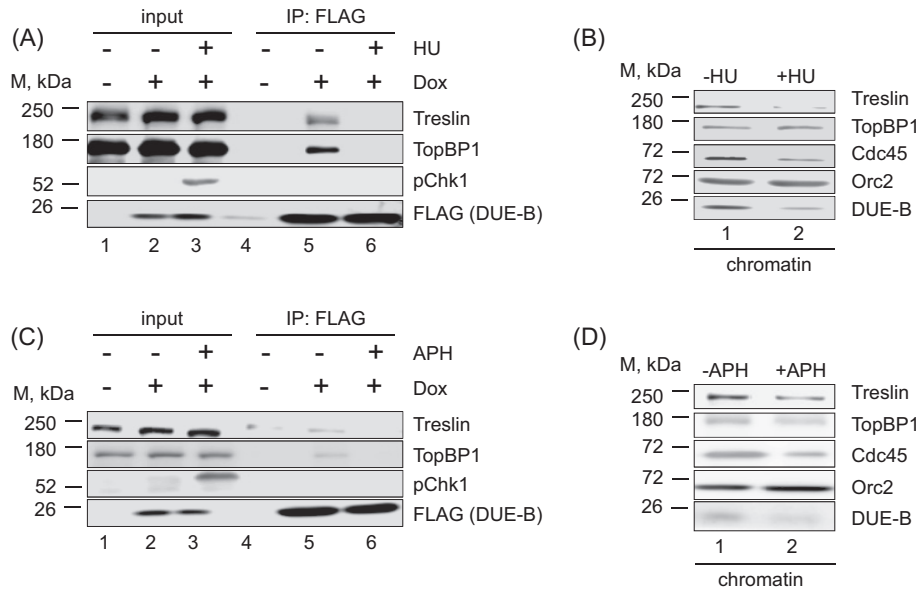 (A)
input IP: FLAG
- - + - - + HU
- + + - + + Dox
M, kDa
250 Treslin
180 TopBP1
52 pChk1
26 FLAG (DUE-B)
1 2 3 4 5 6
(B)
M, kDa -HU +HU
250 Treslin
180 TopBP1
72 Cdc45
72 Orc2
26 DUE-B
1 2
chromatin
(C)
input IP: FLAG
- - + - - + APH
- + + - + + Dox
M, kDa
250 Treslin
180 TopBP1
52 pChk1
26 FLAG (DUE-B)
1 2 3 4 5 6
(D)
M, kDa -APH +APH
250 Treslin
180 TopBP1
72 Cdc45
72 Orc2
26 DUE-B
1 2
chromatin